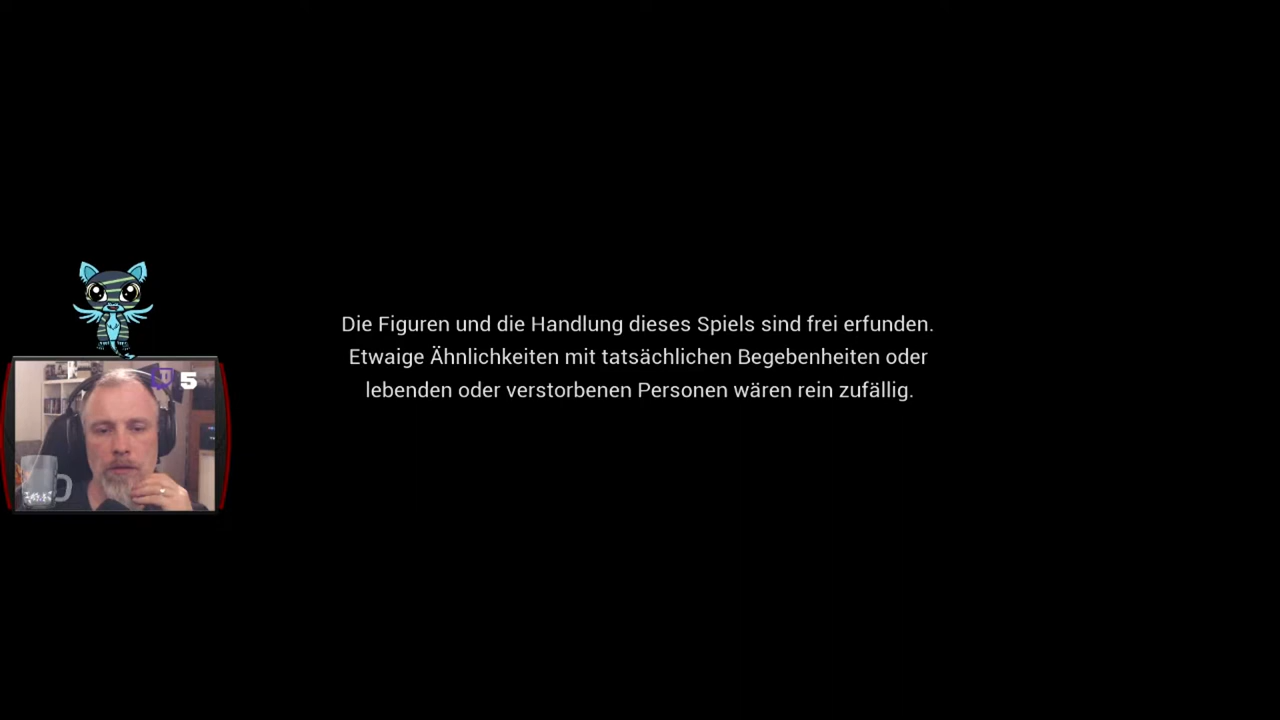 Die Figuren und die Handlung dieses Spiels sind frei erfunden.
Etwaige Ähnlichkeiten mit tatsächlichen Begebenheiten oder
lebenden oder verstorbenen Personen wären rein zufällig.
5